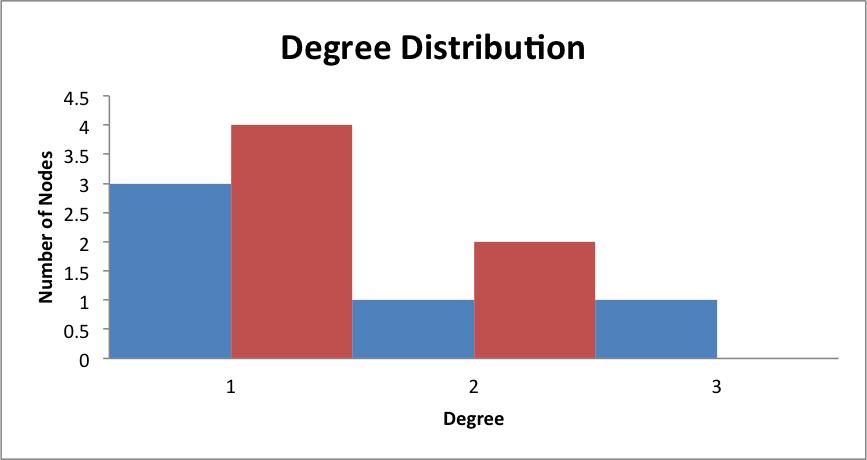 Degree Distribution
Number of Nodes
4.5
4
3.5
3
2.5
2
1.5
1
0.5
0
1 2 3
Degree